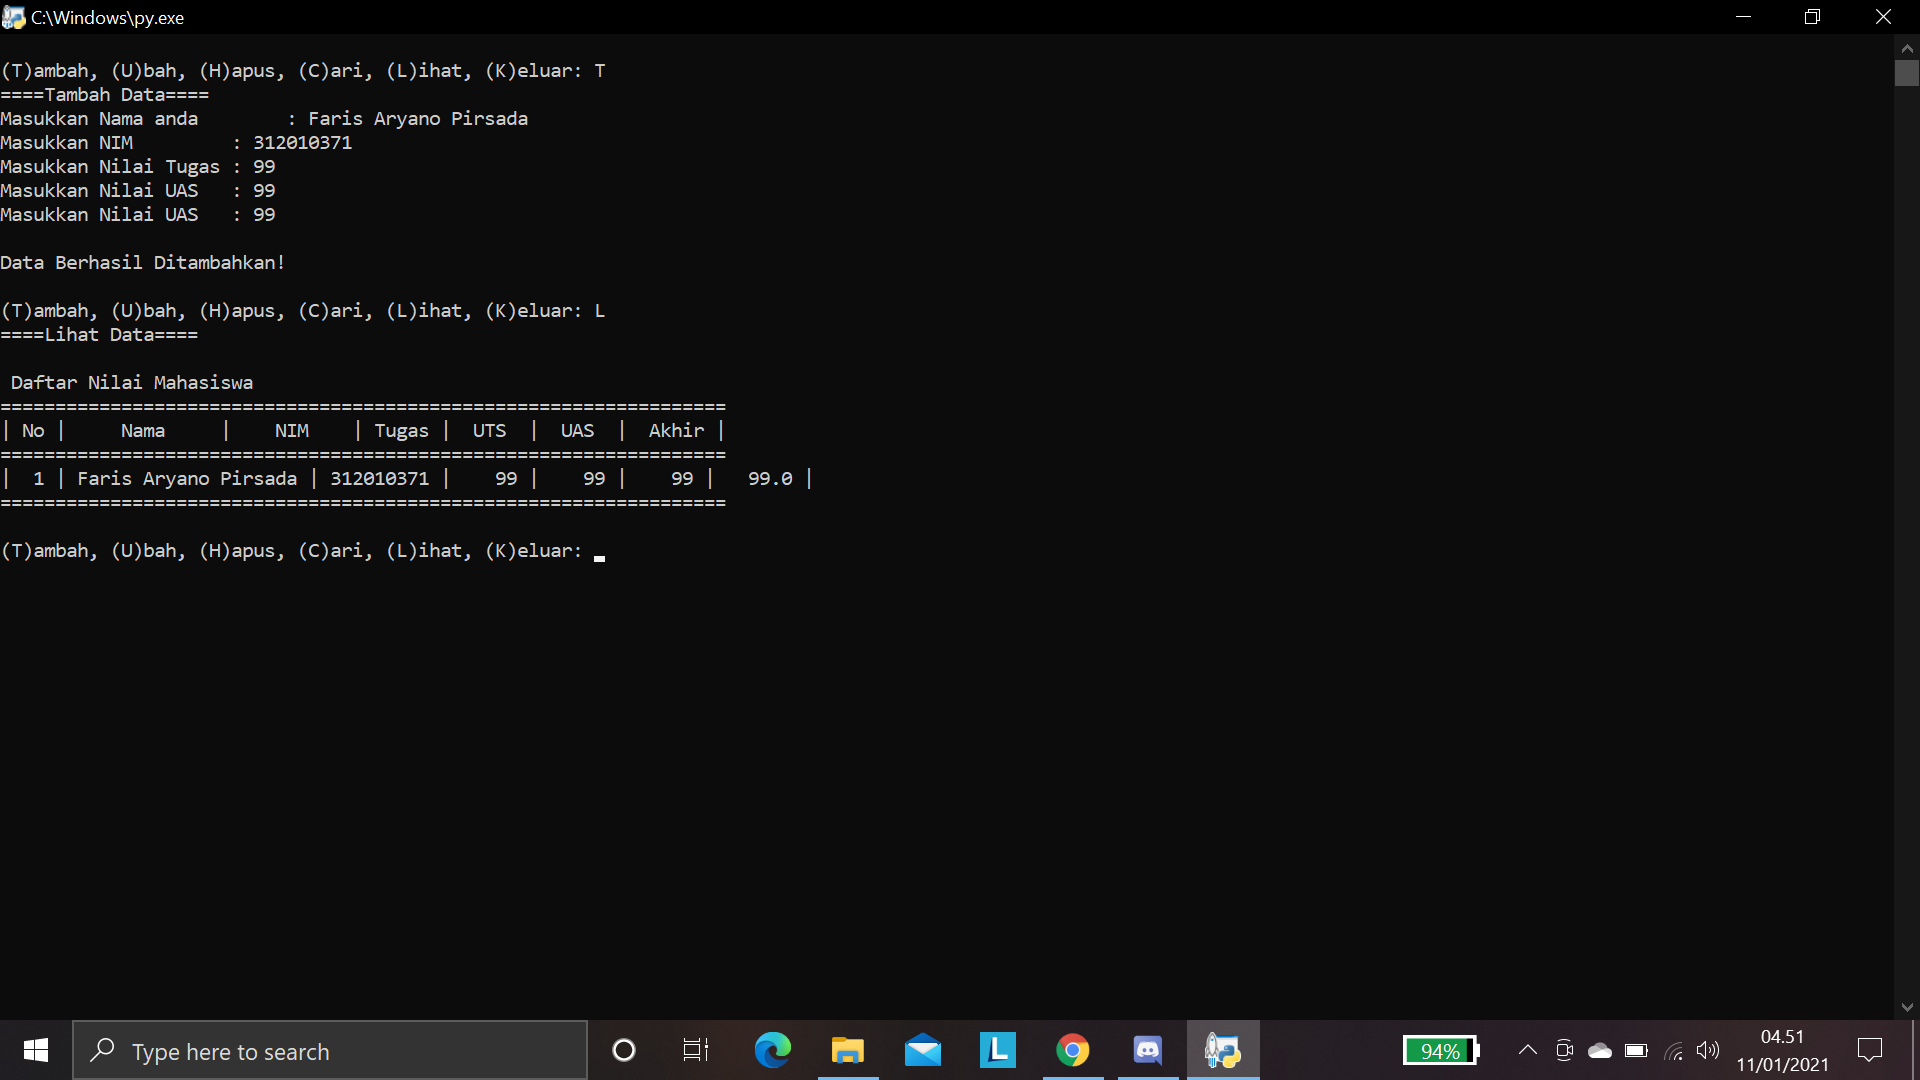 C:\Windows\py.exe
(T)ambah, (U)bah, (H)apus, (C)ari, (L)ihat, (K)eluar: T
====Tambah Data====
Masukkan Nama anda        : Faris Aryano Pirsada
Masukkan NIM         : 312010371
Masukkan Nilai Tugas : 99
Masukkan Nilai UAS   : 99
Masukkan Nilai UAS   : 99
Data Berhasil Ditambahkan!
(T)ambah, (U)bah, (H)apus, (C)ari, (L)ihat, (K)eluar: L
====Lihat Data====
 Daftar Nilai Mahasiswa
==================================================================
| No |     Nama     |    NIM    | Tugas |  UTS  |  UAS  |  Akhir |
==================================================================
|  1 | Faris Aryano Pirsada | 312010371 |    99 |    99 |    99 |   99.0 |
==================================================================
(T)ambah, (U)bah, (H)apus, (C)ari, (L)ihat, (K)eluar:
Type here to search
94%
04.51
11/01/2021